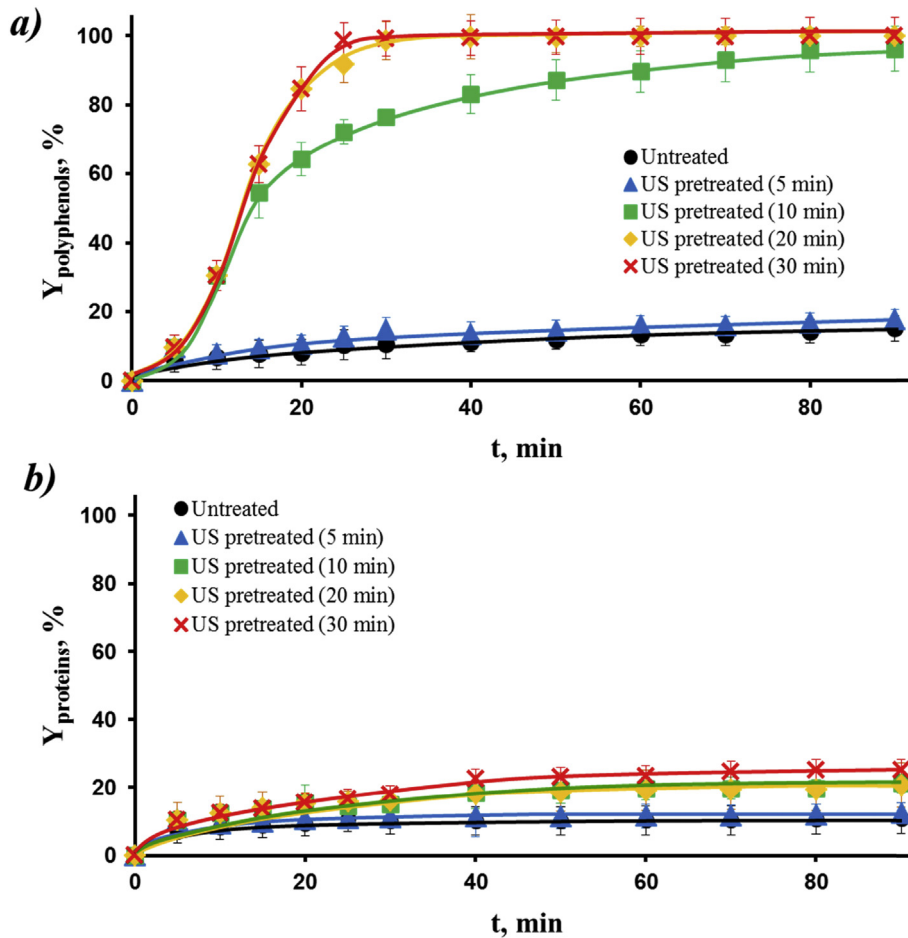 a)
100
80
60
40
20
0
Y polyphenols, %
Untreated
US pretreated (5 min)
US pretreated (10 min)
US pretreated (20 min)
US pretreated (30 min)
0 20 40 60 80
t, min
b)
100
80
60
40
20
0
Y proteins, %
Untreated
US pretreated (5 min)
US pretreated (10 min)
US pretreated (20 min)
US pretreated (30 min)
0 20 40 60 80
t, min